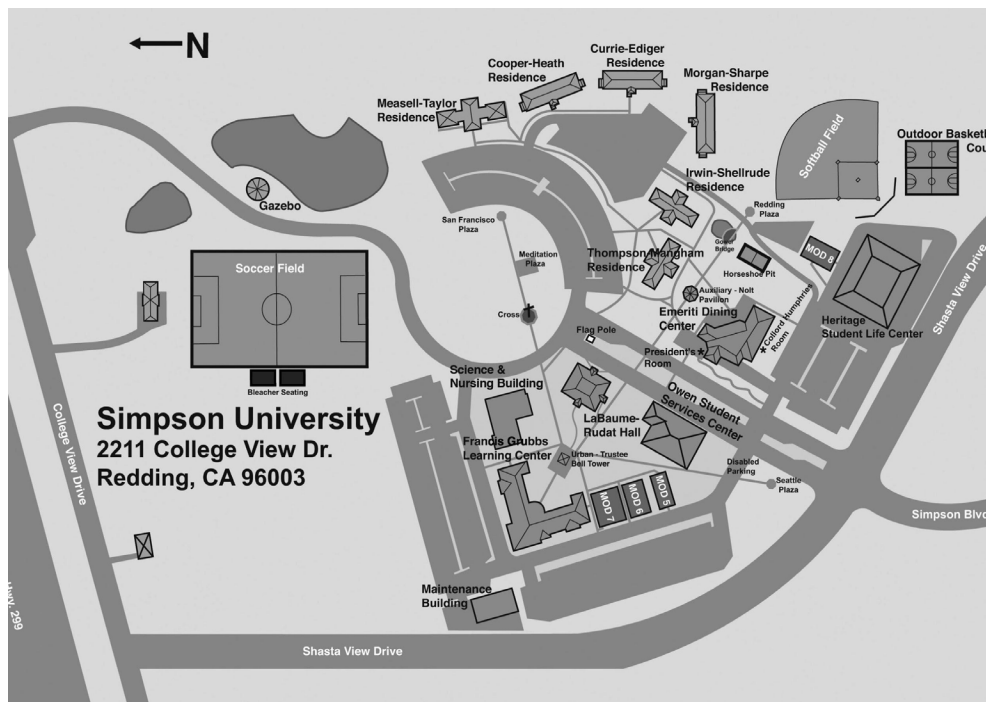 N
Currie-Ediger
Residence
Cooper-Heath
Residence
Morgan-Sharpe
Residence
Measell-Taylor
Residence
Softball Field
Outdoor Basketb
Cou
Irwin-Shellrude
Residence
Gazebo
Redding
Plaza
San Francisco
Plaza
Gosur
Bridge
Thompson/Mangham
Residence
Meditation
Plaza
MOD 8
Soccer Field
Horseshoe Pit
Auxiliary - Nolt
Pavilion
Shasta View Drive
Cross
Emeriti Dining
Center
Collord-Humphries
Room
Heritage
Student Life Center
Flag Pole
President's
Room
Science &
Nursing Building
Bleacher Seating
Owen Student
Services Center
Simpson University
2211 College View Dr.
Redding, CA 96003
College View Drive
LaBaume-
Rudat Hall
Francis Grubbs
Learning Center
Urban - Trustee
Bell Tower
Disabled
Parking
Seattle
Plaza
MOD 7
MOD 6
MOD 5
Simpson Blvd
Maintenance
Building
Hwy. 299
Shasta View Drive